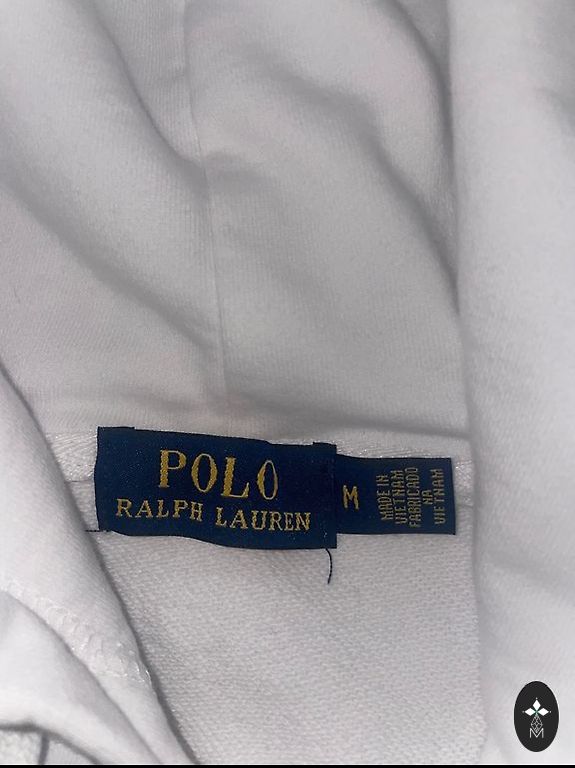 POLO
RALPH LAUREN
M
MADE IN
VIETNAM
FABRICADO
NA
VIETNAM
M